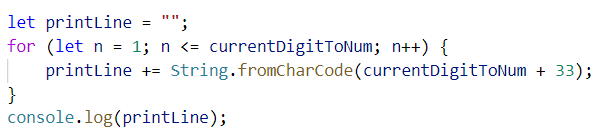 let printLine = "";
for (let n = 1; n <= currentDigitToNum; n++) {
    printLine += String.fromCharCode(currentDigitToNum + 33);
}
console.log(printLine);